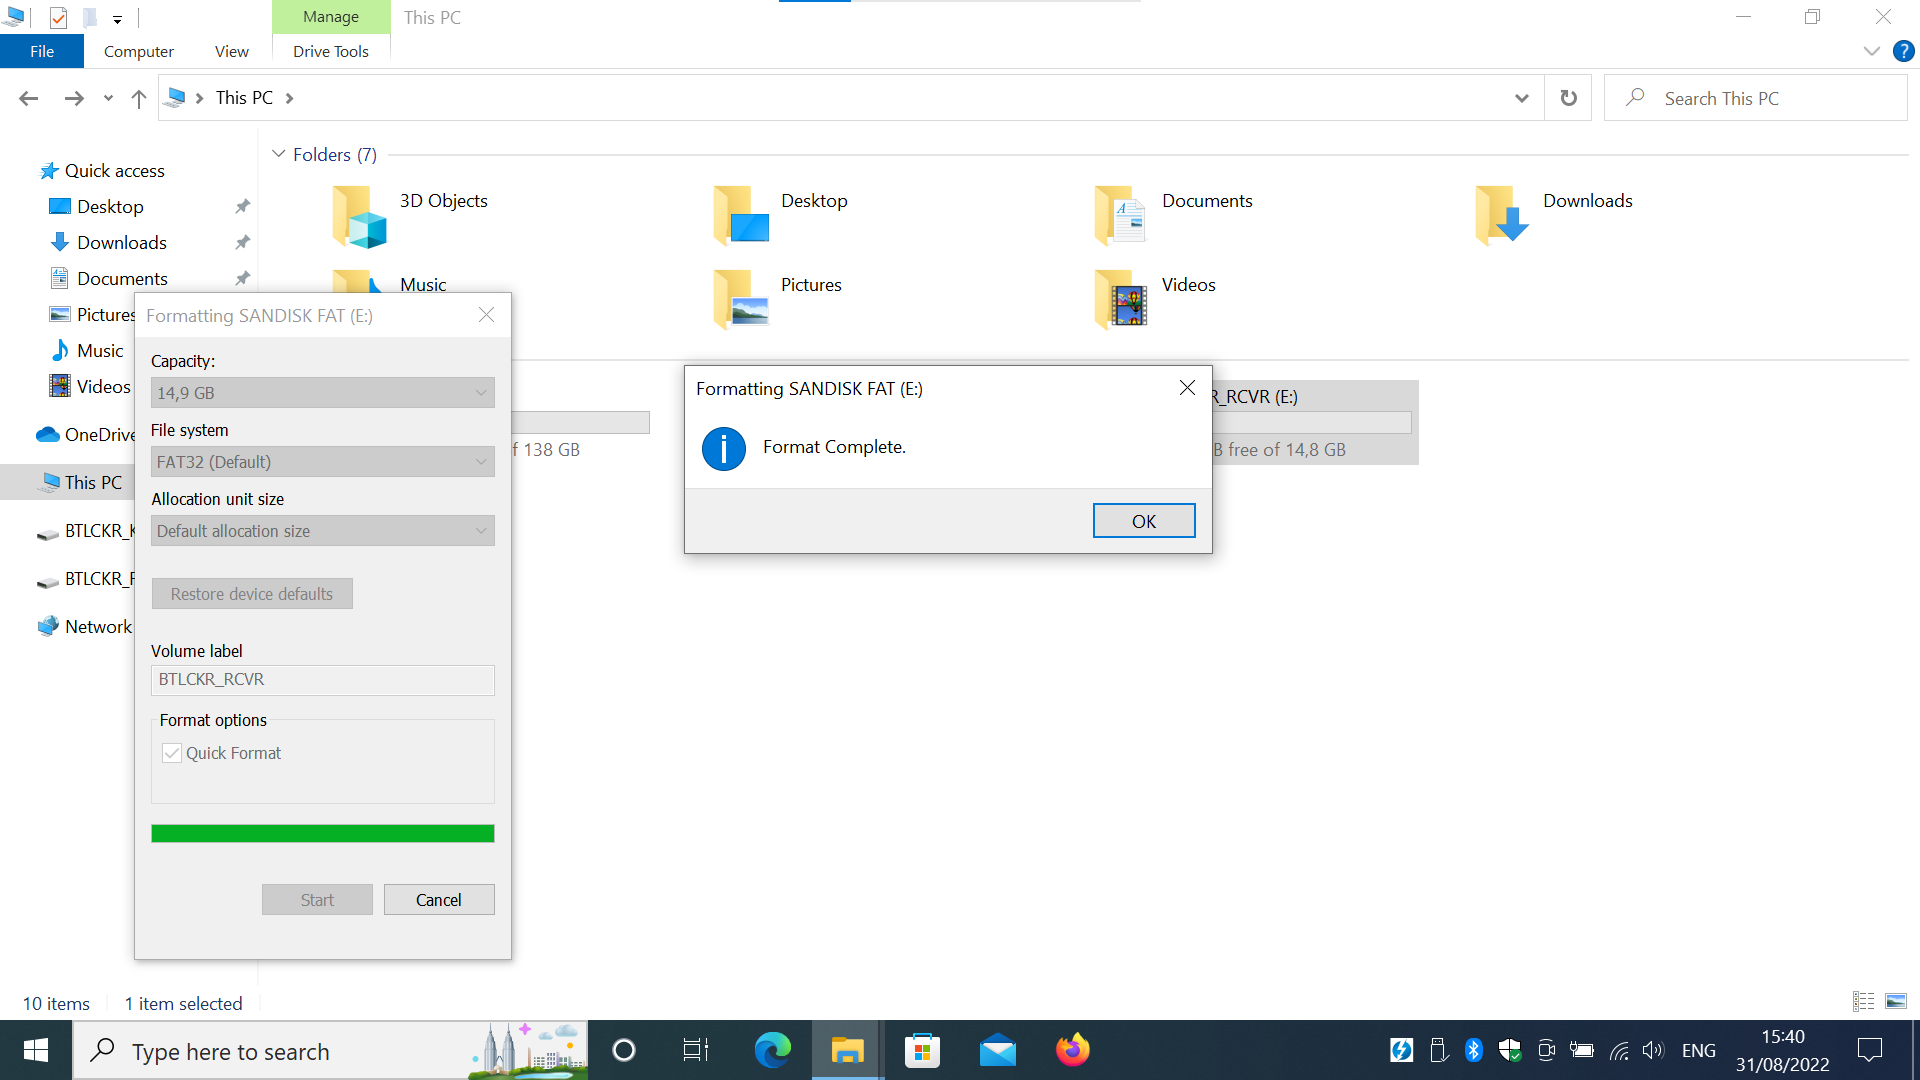 Manage
This PC
File
Computer
View
Drive Tools
?
This PC
Search This PC
Quick access
Desktop
Downloads
Documents
Pictures
Music
Videos
OneDrive
This PC
BTLCKR_K
BTLCKR_R
Network
Folders (7)
3D Objects
Desktop
Documents
Downloads
Music
Pictures
Videos
f 138 GB
R_RCVR (E:)
B free of 14,8 GB
Formatting SANDISK FAT (E:)
Capacity:
14,9 GB
File system
FAT32 (Default)
Allocation unit size
Default allocation size
Restore device defaults
Volume label
BTLCKR_RCVR
Format options
Quick Format
Start
Cancel
Formatting SANDISK FAT (E:)
Format Complete.
OK
10 items
1 item selected
Type here to search
ENG
15:40
31/08/2022